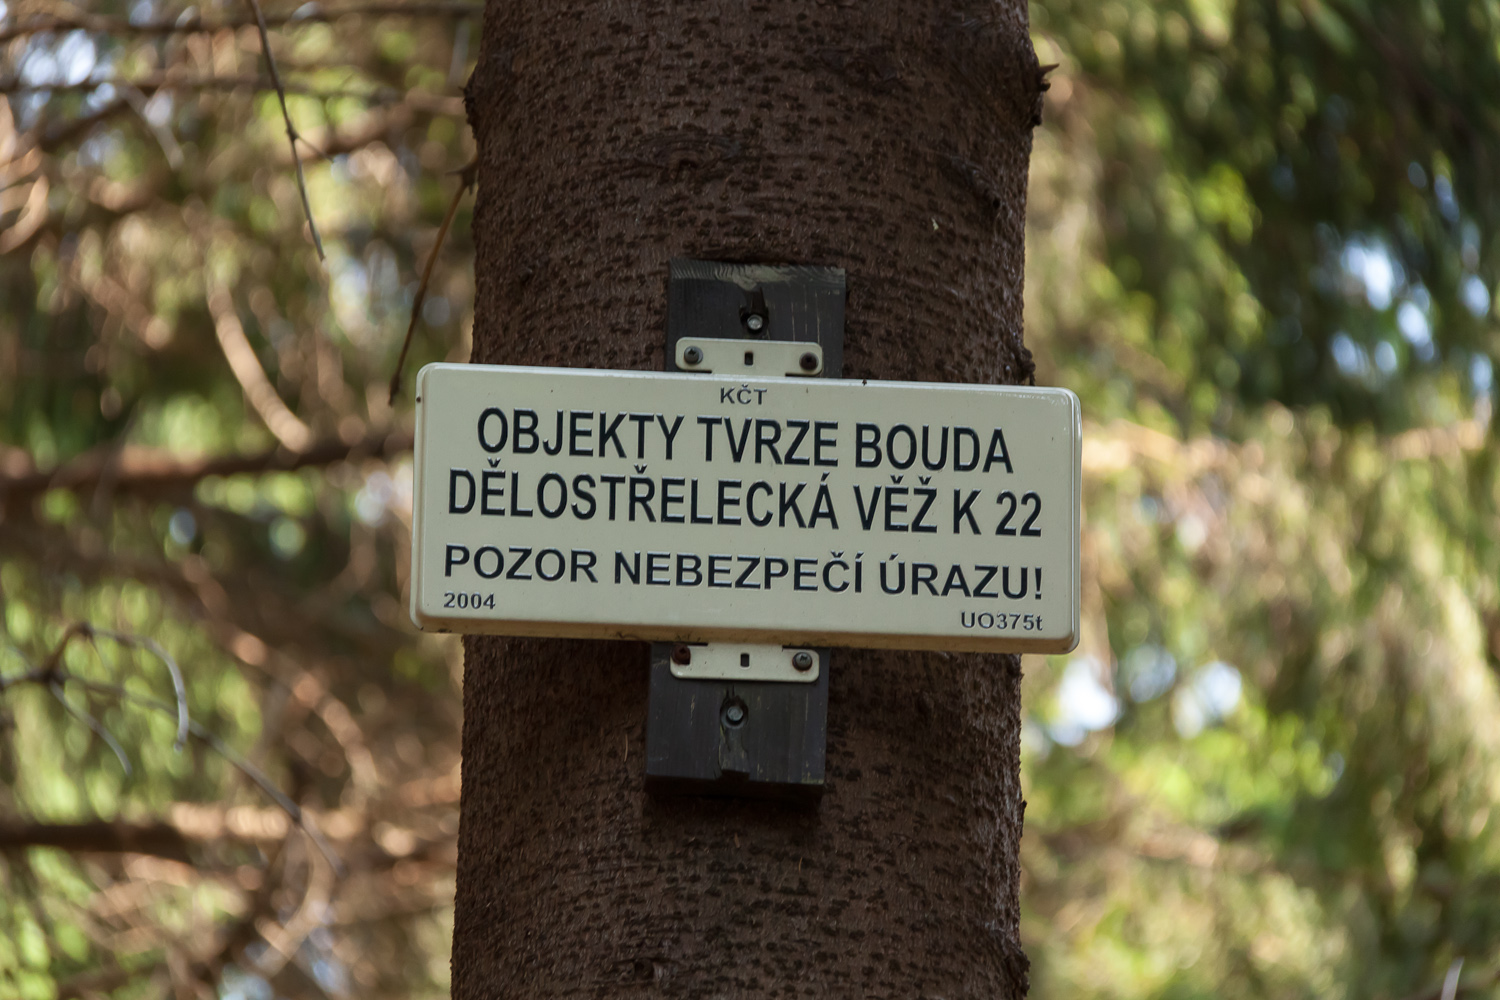 KČT
OBJEKTY TVRZE BOUDA
DĚLOSTŘELECKÁ VĚŽ K 22
POZOR NEBEZPEČÍ ÚRAZU!
2004
UO375t